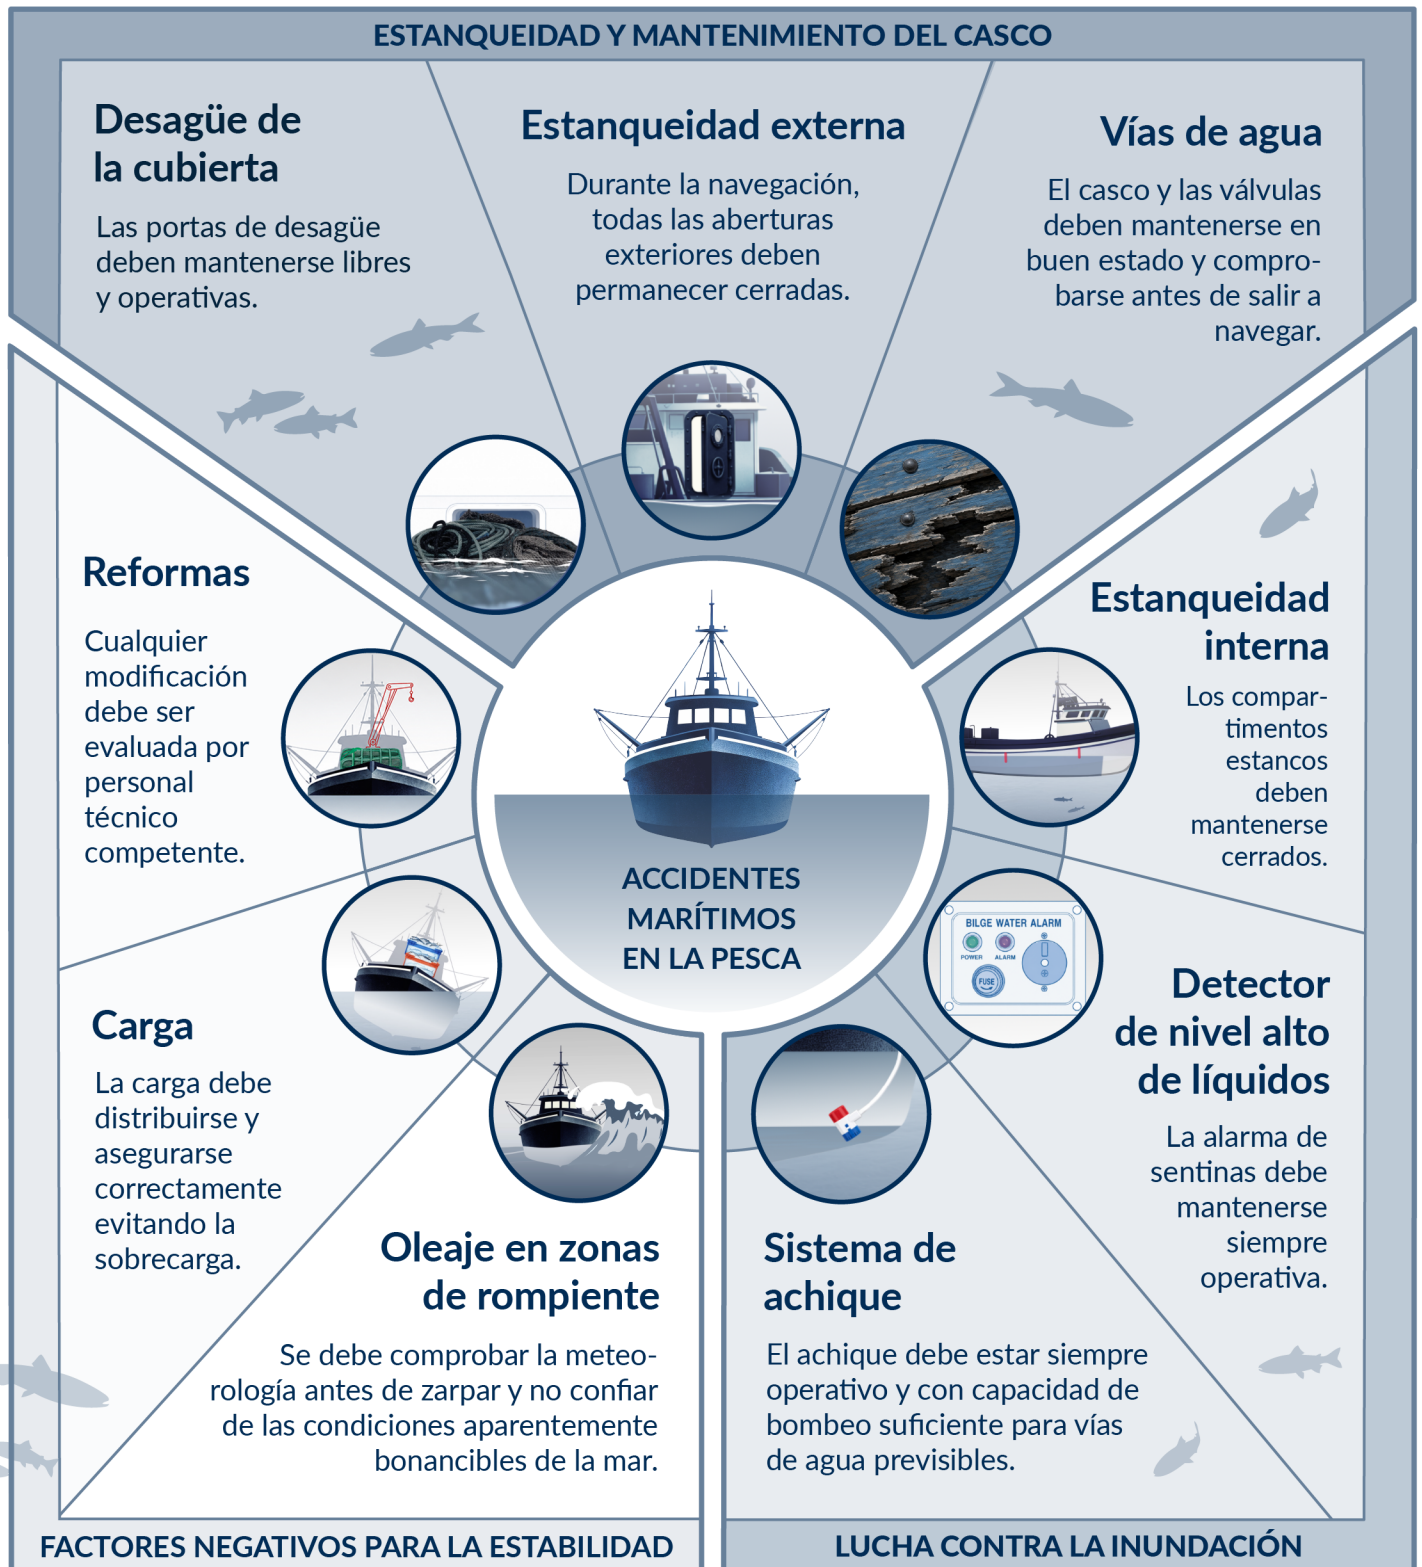 ESTANQUEIDAD Y MANTENIMIENTO DEL CASCO
Desagüe de
la cubierta
Las portas de desagüe
deben mantenerse libres
y operativas.
Estanqueidad externa
Durante la navegación,
todas las aberturas
exteriores deben
permanecer cerradas.
Vías de agua
El casco y las válvulas
deben mantenerse en
buen estado y compro-
barse antes de salir a
navegar.
Reformas
Cualquier
modificación
debe ser
evaluada por
personal
técnico
competente.
Estanqueidad
interna
Los compar-
timentos
estancos
deben
mantenerse
cerrados.
ACCIDENTES
MARÍTIMOS
EN LA PESCA
BILGE WATER ALARM
POWER
ALARM
FUSE
Detector
de nivel alto
de líquidos
La alarma de
sentinas debe
mantenerse
siempre
operativa.
Carga
La carga debe
distribuirse y
asegurarse
correctamente
evitando la
sobrecarga.
Oleaje en zonas
de rompiente
Se debe comprobar la meteo-
rología antes de zarpar y no confiar
de las condiciones aparentemente
bonancibles de la mar.
Sistema de
achique
El achique debe estar siempre
operativo y con capacidad de
bombeo suficiente para vías
de agua previsibles.
FACTORES NEGATIVOS PARA LA ESTABILIDAD
LUCHA CONTRA LA INUNDACIÓN